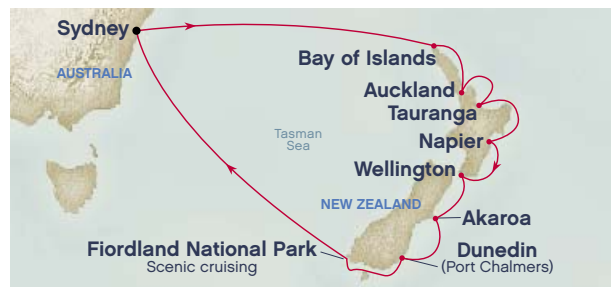 Sydney
AUSTRALIA
Bay of Islands
Auckland
Tauranga
Tasman
Sea
Napier
Wellington
NEW ZEALAND
Akaroa
Fiordland National Park
Scenic cruising
Dunedin
(Port Chalmers)